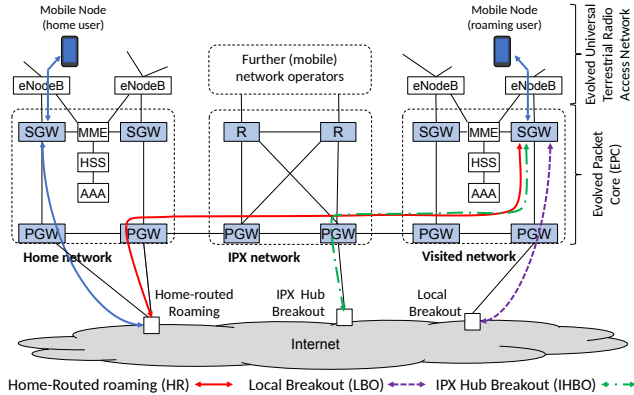 Mobile Node
(home user)
Mobile Node
(roaming user)
Evolved Universal
Terrestrial Radio
Access Network
Further (mobile)
network operators
eNodeB
eNodeB
eNodeB
eNodeB
SGW
MME
SGW
R
R
SGW
MME
SGW
HSS
HSS
AAA
AAA
Evolved Packet
Core (EPC)
PGW
PGW
PGW
PGW
PGW
PGW
Home network
IPX network
Visited network
Home-routed
Roaming
IPX Hub
Breakout
Local
Breakout
Internet
Home-Routed roaming (HR)
Local Breakout (LBO)
IPX Hub Breakout (IHBO)